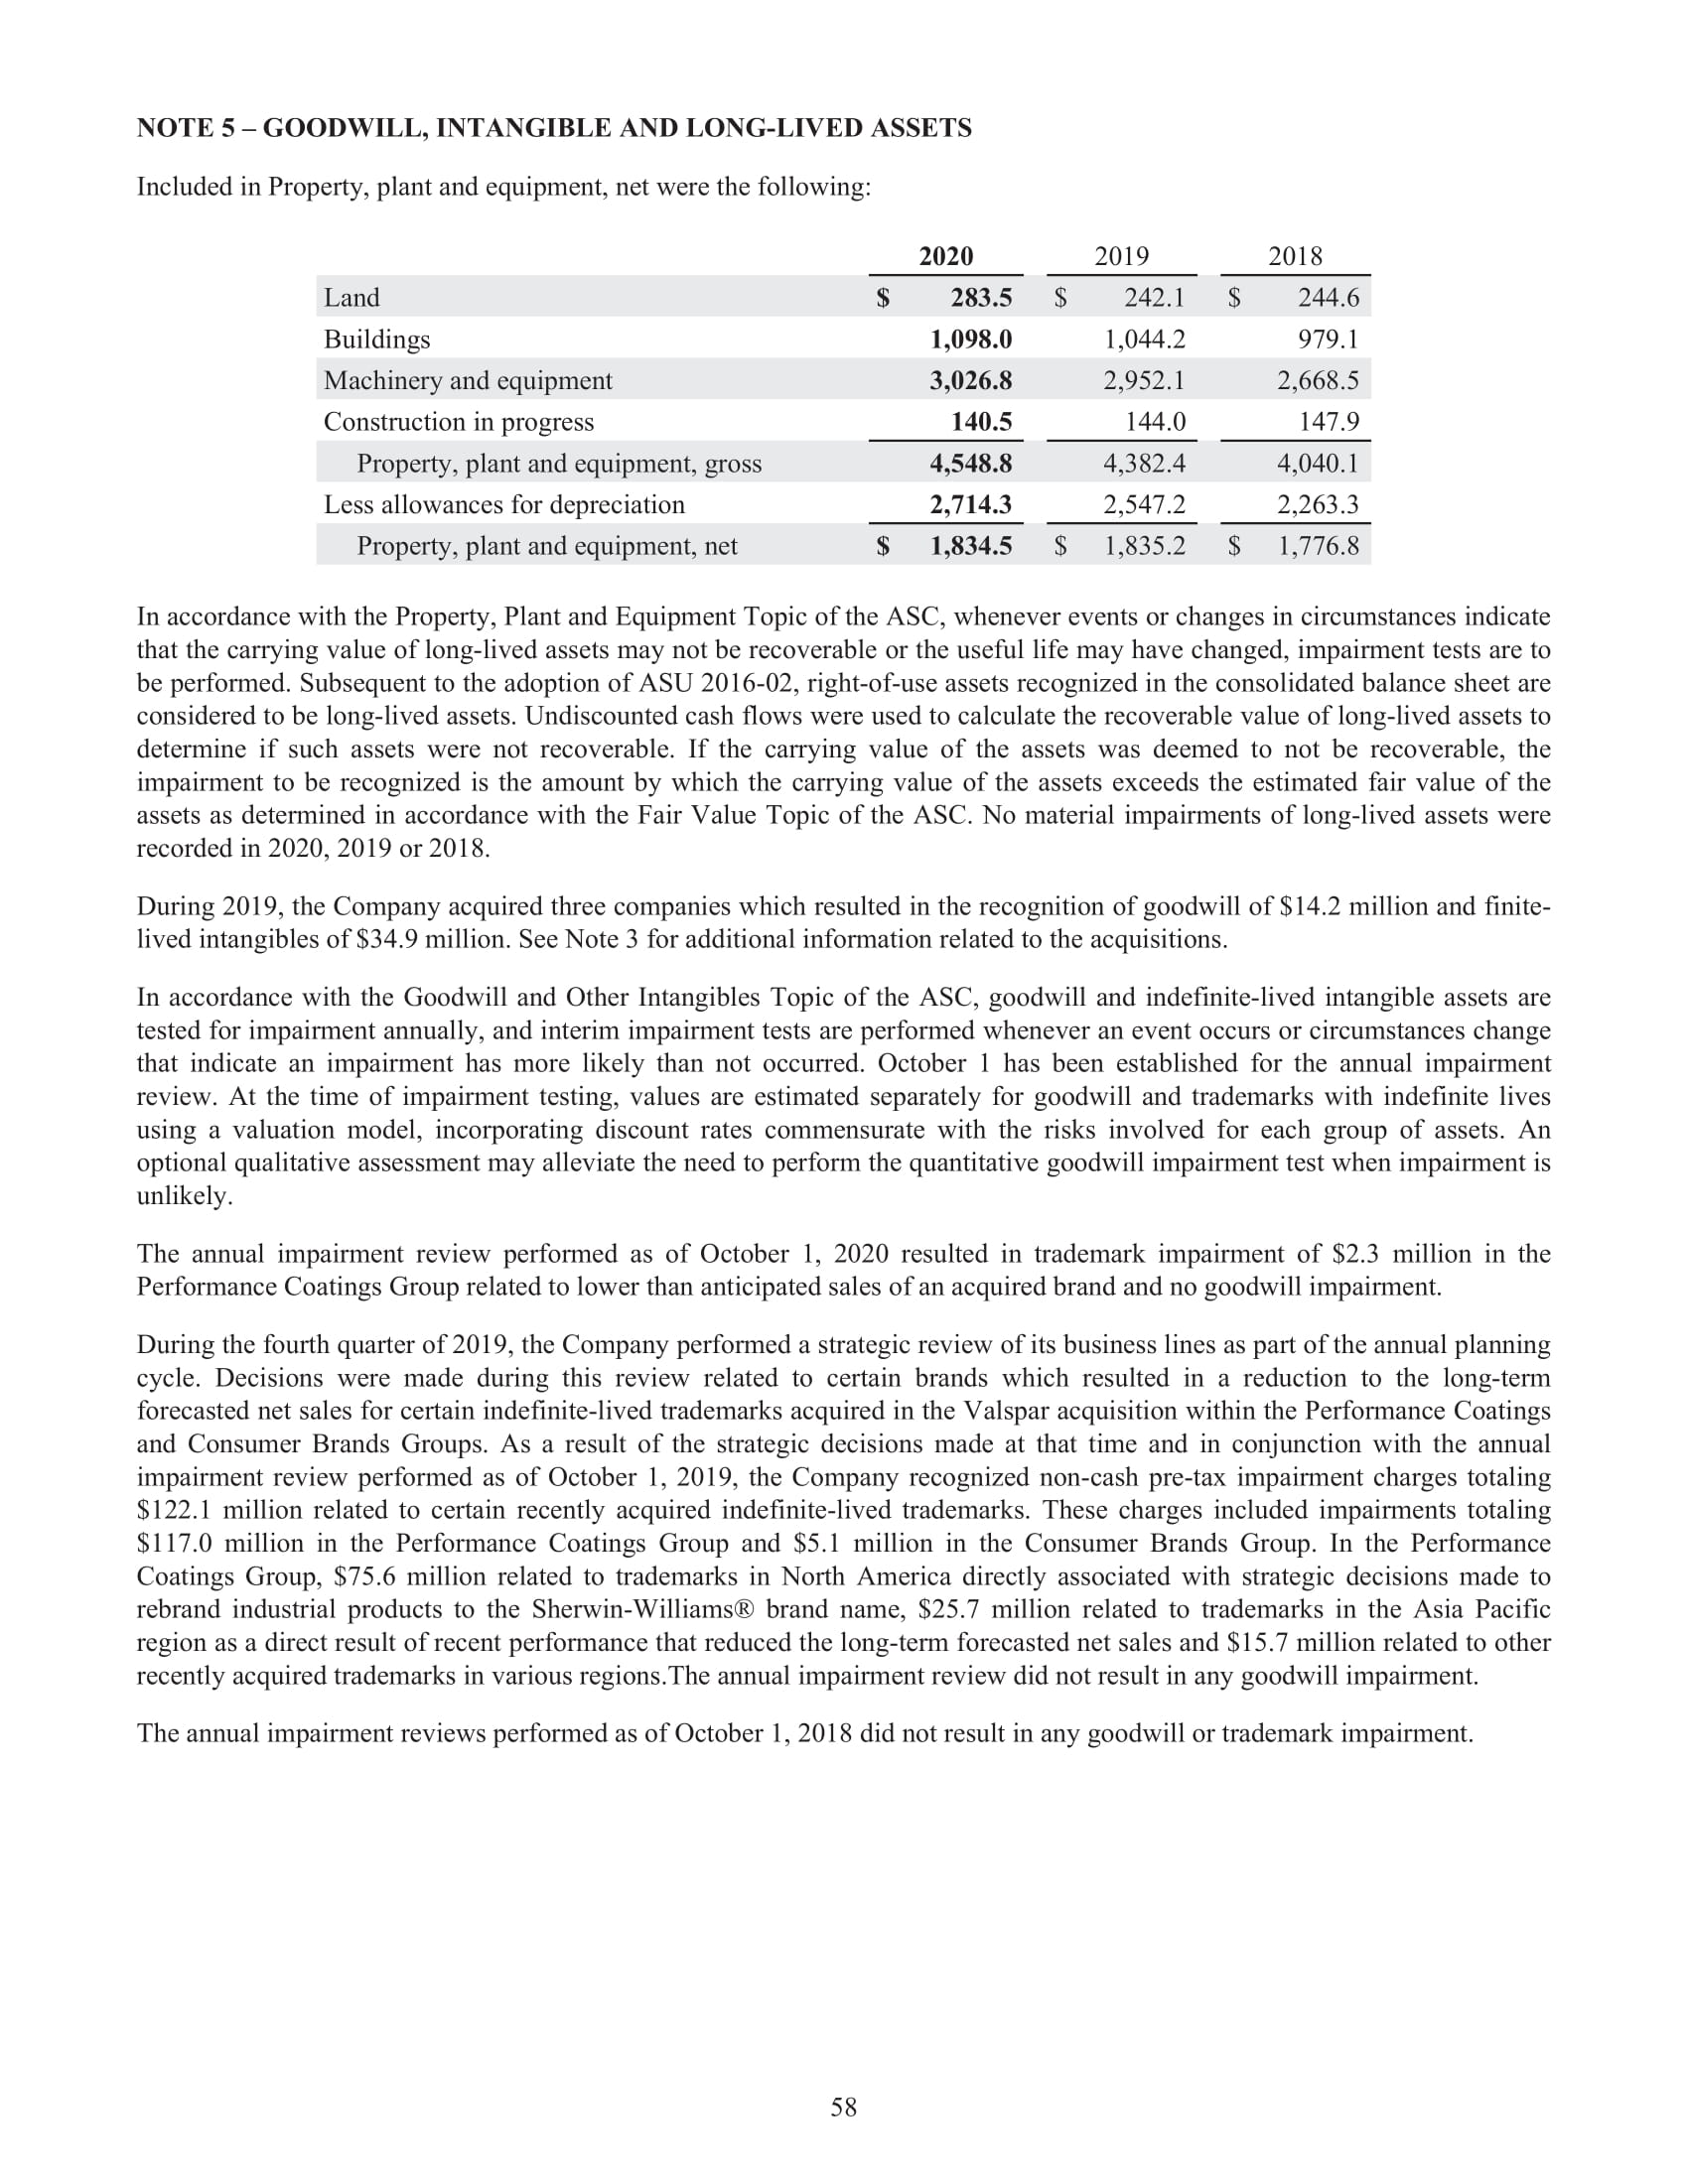 NOTE 5 – GOODWILL, INTANGIBLE AND LONG-LIVED ASSETS
Included in Property, plant and equipment, net were the following:
2020 2019 2018
Land $ 283.5 $ 242.1 $ 244.6
Buildings 1,098.0 1,044.2 979.1
Machinery and equipment 3,026.8 2,952.1 2,668.5
Construction in progress 140.5 144.0 147.9
Property, plant and equipment, gross 4,548.8 4,382.4 4,040.1
Less allowances for depreciation 2,714.3 2,547.2 2,263.3
Property, plant and equipment, net $ 1,834.5 $ 1,835.2 $ 1,776.8
In accordance with the Property, Plant and Equipment Topic of the ASC, whenever events or changes in circumstances indicate
that the carrying value of long-lived assets may not be recoverable or the useful life may have changed, impairment tests are to
be performed. Subsequent to the adoption of ASU 2016-02, right-of-use assets recognized in the consolidated balance sheet are
considered to be long-lived assets. Undiscounted cash flows were used to calculate the recoverable value of long-lived assets to
determine if such assets were not recoverable. If the carrying value of the assets was deemed to not be recoverable, the
impairment to be recognized is the amount by which the carrying value of the assets exceeds the estimated fair value of the
assets as determined in accordance with the Fair Value Topic of the ASC. No material impairments of long-lived assets were
recorded in 2020, 2019 or 2018.
During 2019, the Company acquired three companies which resulted in the recognition of goodwill of $14.2 million and finite-
lived intangibles of $34.9 million. See Note 3 for additional information related to the acquisitions.
In accordance with the Goodwill and Other Intangibles Topic of the ASC, goodwill and indefinite-lived intangible assets are
tested for impairment annually, and interim impairment tests are performed whenever an event occurs or circumstances change
that indicate an impairment has more likely than not occurred. October 1 has been established for the annual impairment
review. At the time of impairment testing, values are estimated separately for goodwill and trademarks with indefinite lives
using a valuation model, incorporating discount rates commensurate with the risks involved for each group of assets. An
optional qualitative assessment may alleviate the need to perform the quantitative goodwill impairment test when impairment is
unlikely.
The annual impairment review performed as of October 1, 2020 resulted in trademark impairment of $2.3 million in the
Performance Coatings Group related to lower than anticipated sales of an acquired brand and no goodwill impairment.
During the fourth quarter of 2019, the Company performed a strategic review of its business lines as part of the annual planning
cycle. Decisions were made during this review related to certain brands which resulted in a reduction to the long-term
forecasted net sales for certain indefinite-lived trademarks acquired in the Valspar acquisition within the Performance Coatings
and Consumer Brands Groups. As a result of the strategic decisions made at that time and in conjunction with the annual
impairment review performed as of October 1, 2019, the Company recognized non-cash pre-tax impairment charges totaling
$122.1 million related to certain recently acquired indefinite-lived trademarks. These charges included impairments totaling
$117.0 million in the Performance Coatings Group and $5.1 million in the Consumer Brands Group. In the Performance
Coatings Group, $75.6 million related to trademarks in North America directly associated with strategic decisions made to
rebrand industrial products to the Sherwin-Williams® brand name, $25.7 million related to trademarks in the Asia Pacific
region as a direct result of recent performance that reduced the long-term forecasted net sales and $15.7 million related to other
recently acquired trademarks in various regions.The annual impairment review did not result in any goodwill impairment.
The annual impairment reviews performed as of October 1, 2018 did not result in any goodwill or trademark impairment.
58